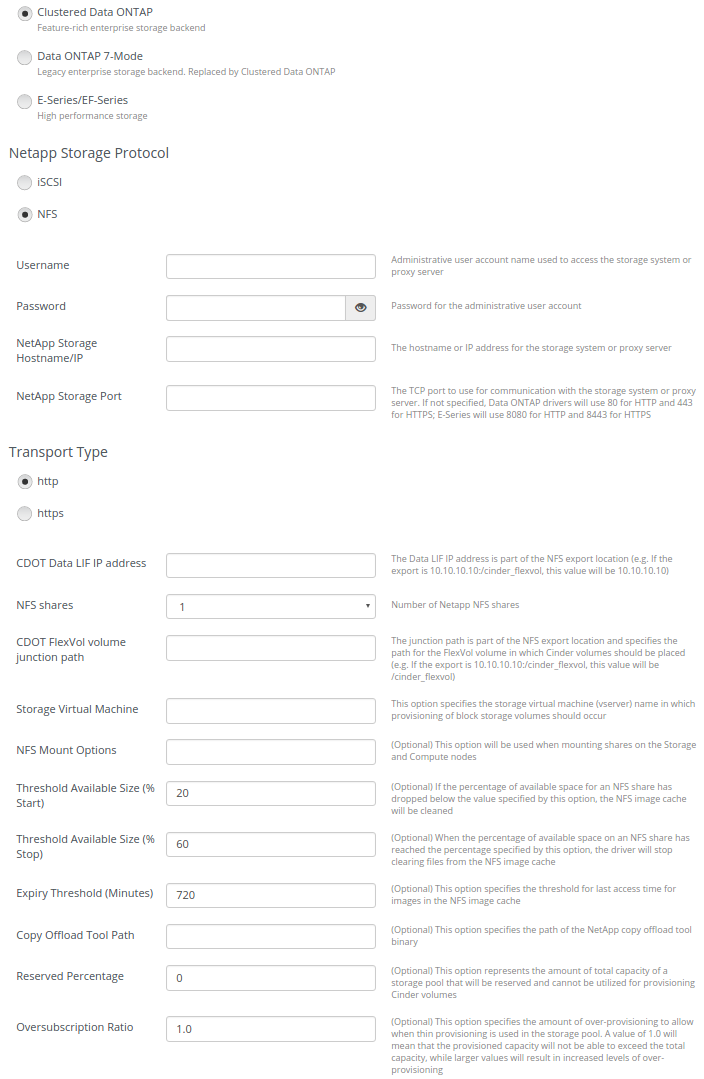 Clustered Data ONTAP
Feature-rich enterprise storage backend
Data ONTAP 7-Mode
Legacy enterprise storage backend. Replaced by Clustered Data ONTAP
E-Series/EF-Series
High performance storage
Netapp Storage Protocol
iSCSI
NFS
Username
Administrative user account name used to access the storage system or
proxy server
Password
Password for the administrative user account
NetApp Storage
Hostname/IP
The hostname or IP address for the storage system or proxy server
NetApp Storage Port
The TCP port to use for communication with the storage system or proxy
server. If not specified, Data ONTAP drivers will use 80 for HTTP and 443
for HTTPS; E-Series will use 8080 for HTTP and 8443 for HTTPS
Transport Type
http
https
CDOT Data LIF IP address
The Data LIF IP address is part of the NFS export location (e.g. If the
export is 10.10.10.10:/cinder_flexvol, this value will be 10.10.10.10)
NFS shares
1
Number of Netapp NFS shares
CDOT FlexVol volume
junction path
The junction path is part of the NFS export location and specifies the
path for the FlexVol volume in which Cinder volumes should be placed
(e.g. If the export is 10.10.10.10:/cinder_flexvol, this value will be
/cinder_flexvol)
Storage Virtual Machine
This option specifies the storage virtual machine (vserver) name in which
provisioning of block storage volumes should occur
NFS Mount Options
(Optional) This option will be used when mounting shares on the Storage
and Compute nodes
Threshold Available Size (%
Start)
20
(Optional) If the percentage of available space for an NFS share has
dropped below the value specified by this option, the NFS image cache
will be cleaned
Threshold Available Size (%
Stop)
60
(Optional) When the percentage of available space on an NFS share has
reached the percentage specified by this option, the driver will stop
clearing files from the NFS image cache
Expiry Threshold (Minutes)
720
(Optional) This option specifies the threshold for last access time for
images in the NFS image cache
Copy Offload Tool Path
(Optional) This option specifies the path of the NetApp copy offload tool
binary
Reserved Percentage
0
(Optional) This option represents the amount of total capacity of a
storage pool that will be reserved and cannot be utilized for provisioning
Cinder volumes
Oversubscription Ratio
1.0
(Optional) This option specifies the amount of over-provisioning to allow
when thin provisioning is used in the storage pool. A value of 1.0 will
mean that the provisioned capacity will not be able to exceed the total
capacity, while larger values will result in increased levels of over-
provisioning